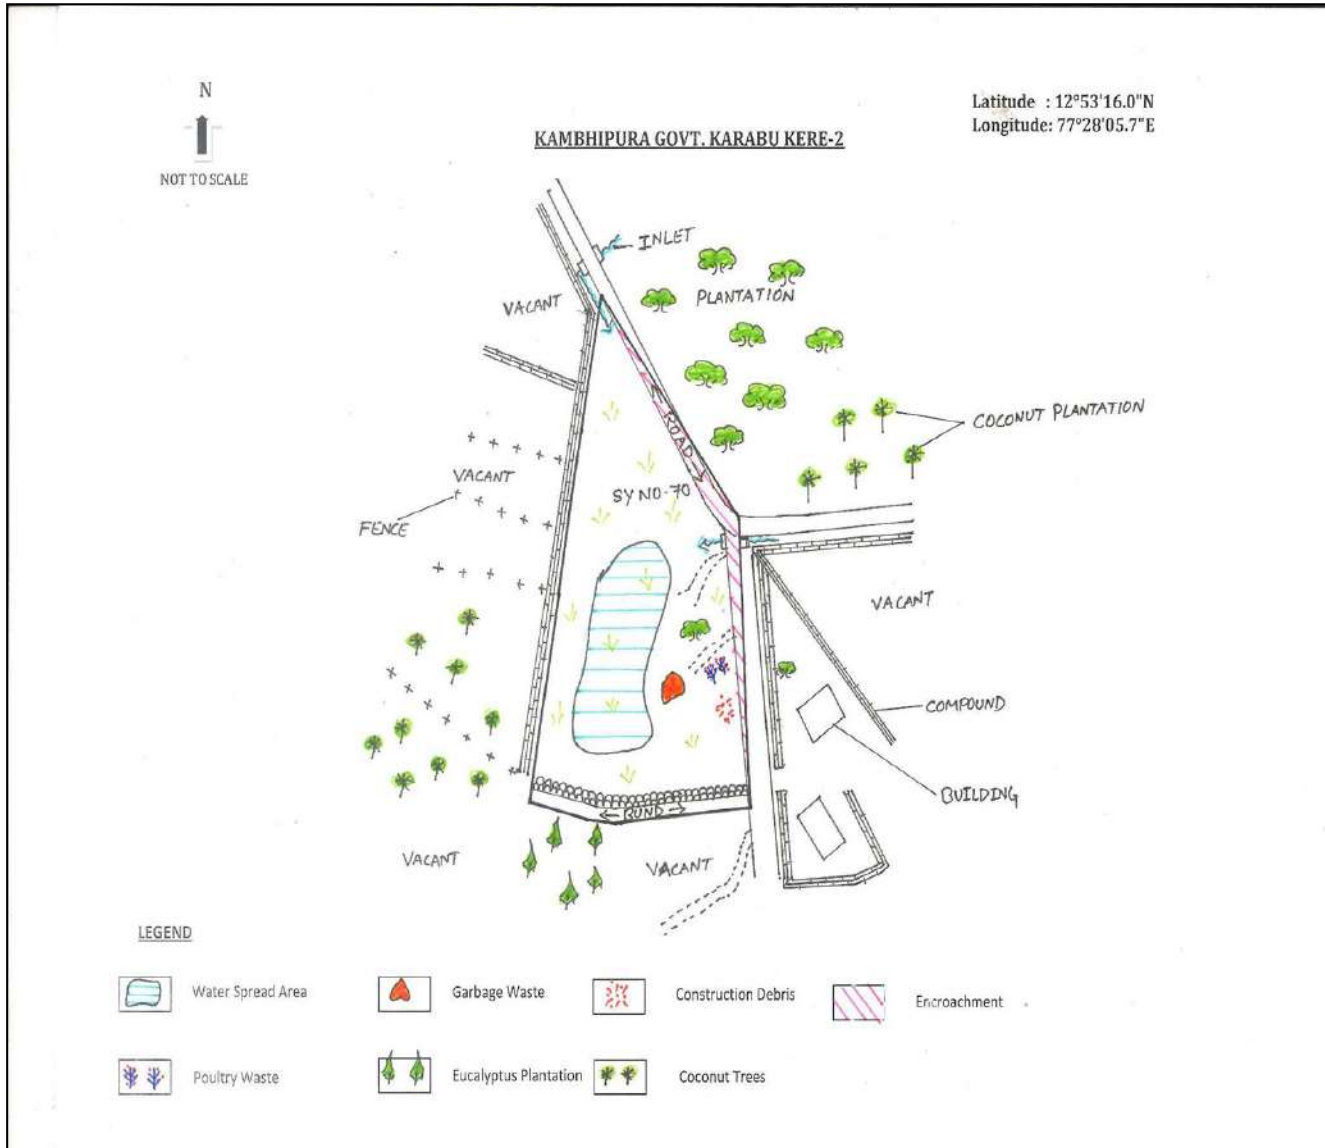 N
NOT TO SCALE
Latitude : 12°53'16.0"N
Longitude: 77°28'05.7"E
KAMBHIPURA GOVT. KARABU KERE-2
INLET
VACANT
PLANTATION
COCONUT PLANTATION
ROAD
VACANT
SY NO-70
FENCE
VACANT
COMPOUND
BUILDING
BUND
VACANT
VACANT
LEGEND
Water Spread Area
Garbage Waste
Construction Debris
Encroachment
Poultry Waste
Eucalyptus Plantation
Coconut Trees